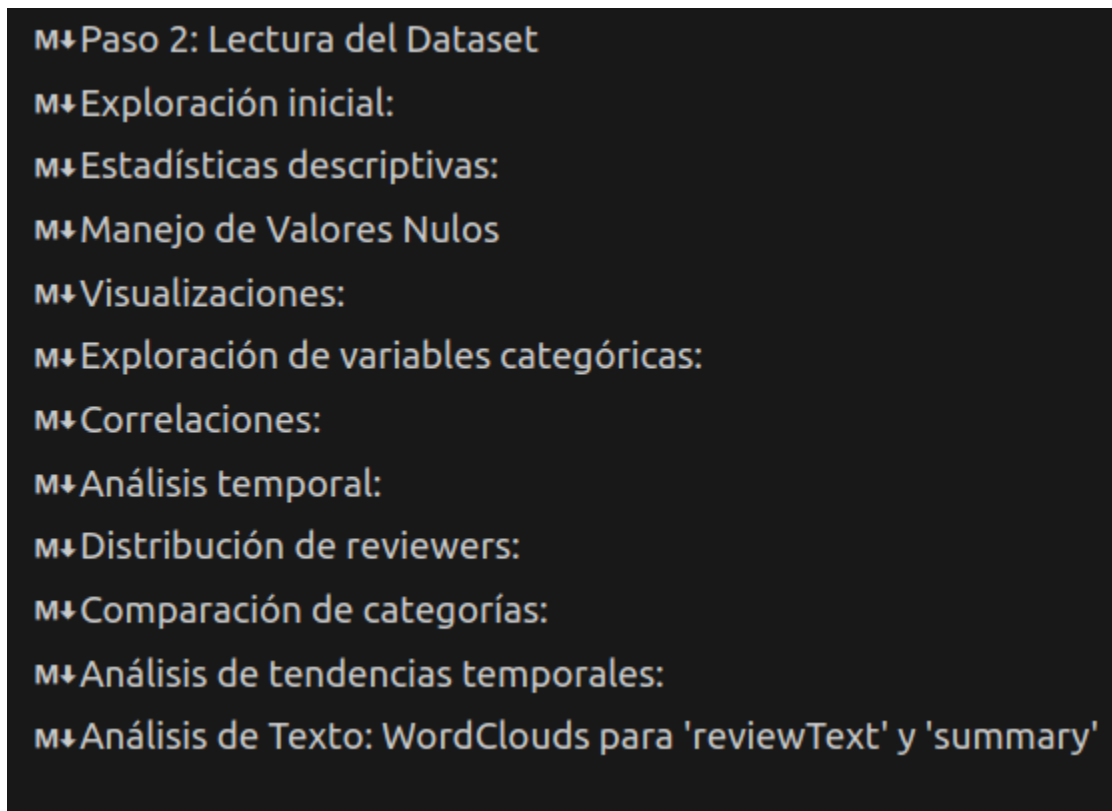 M↓Paso 2: Lectura del Dataset
M↓Exploración inicial:
M↓Estadísticas descriptivas:
M↓Manejo de Valores Nulos
M↓Visualizaciones:
M↓Exploración de variables categóricas:
M↓Correlaciones:
M↓Análisis temporal:
M↓Distribución de reviewers:
M↓Comparación de categorías:
M↓Análisis de tendencias temporales:
M↓Análisis de Texto: WordClouds para 'reviewText' y 'summary'